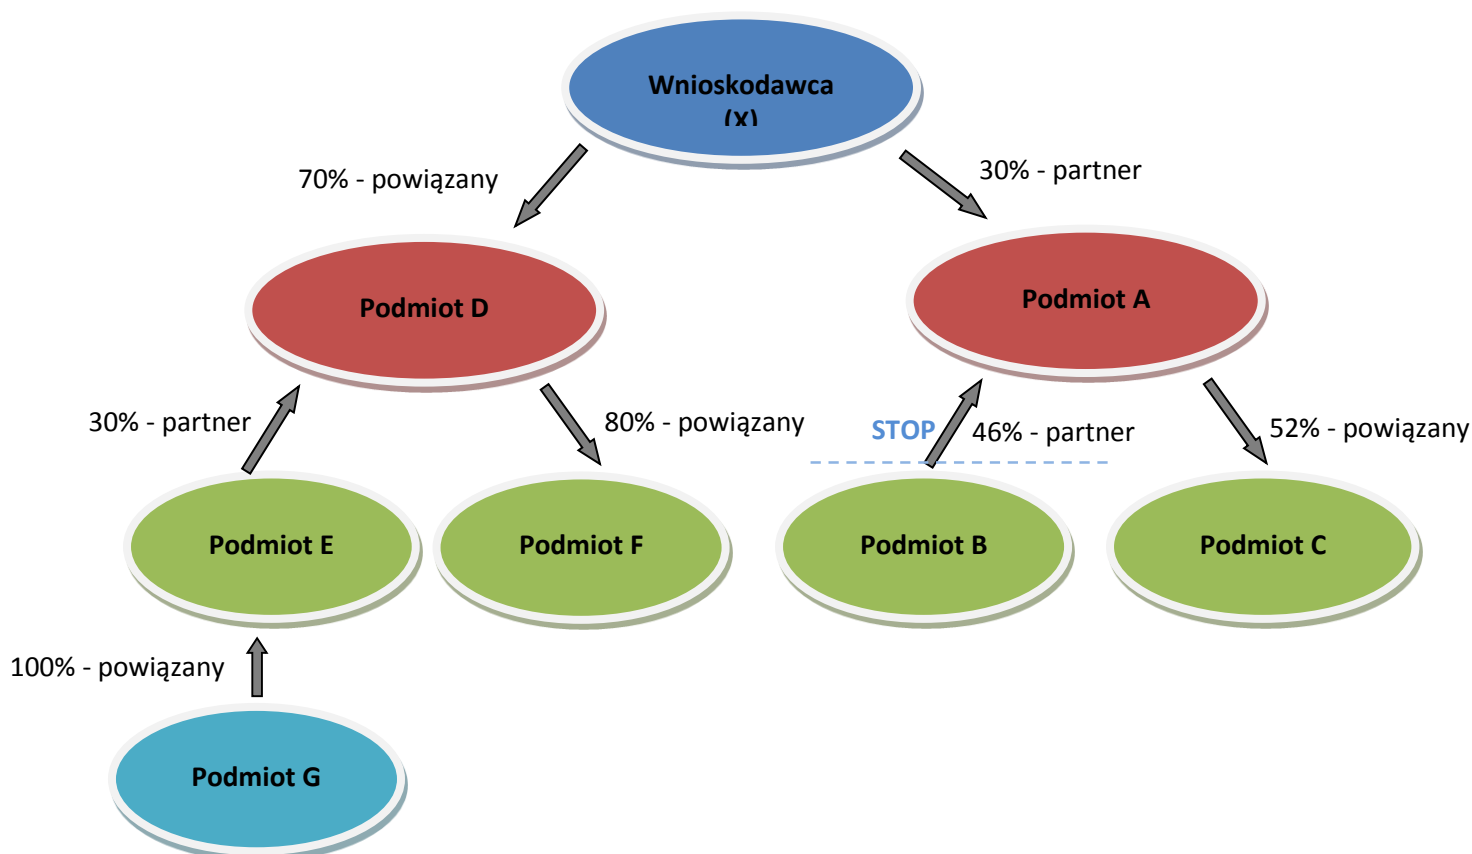 Wnioskodawca
(X)
70% - powiązany
30% - partner
Podmiot D
Podmiot A
30% - partner
80% - powiązany
STOP
46% - partner
52% - powiązany
Podmiot E
Podmiot F
Podmiot B
Podmiot C
100% - powiązany
Podmiot G